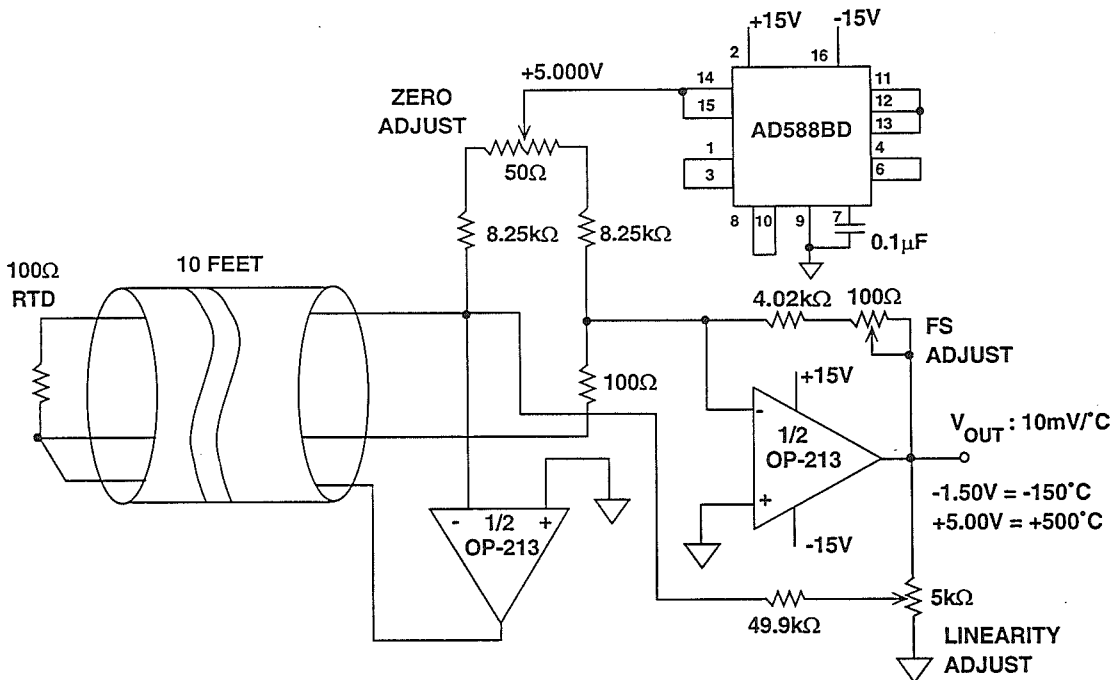 +15V
-15V
2
16
+5.000V
14
15
11
12
13
ZERO
ADJUST
AD588BD
1
3
4
6
50Ω
8
10
9
7
8.25kΩ
8.25kΩ
0.1µF
100Ω
RTD
10 FEET
4.02kΩ
100Ω
FS
ADJUST
100Ω
+15V
-
1/2
OP-213
+
-15V
VOUT : 10mV/°C
-1.50V = -150°C
+5.00V = +500°C
-
1/2
+
OP-213
49.9kΩ
5kΩ
LINEARITY
ADJUST